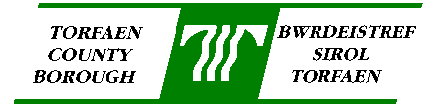 TORFAEN
COUNTY
BOROUGH
BWRDEISTREF
SIROL
TORFAEN